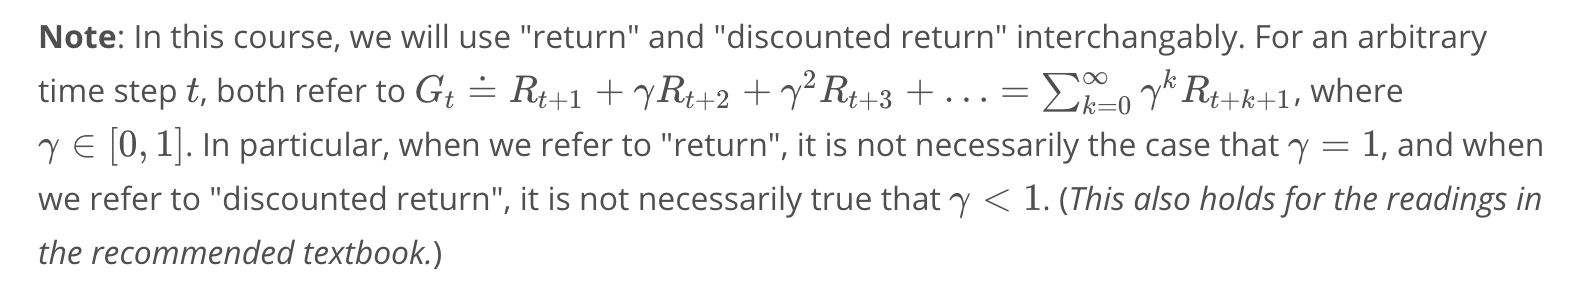 Note: In this course, we will use "return" and "discounted return" interchangably. For an arbitrary
time step t, both refer to G_t ≐ R_{t+1} + γR_{t+2} + γ²R_{t+3} + … = ∑_{k=0}^{∞} γ^k R_{t+k+1}, where
γ ∈ [0, 1]. In particular, when we refer to "return", it is not necessarily the case that γ = 1, and when
we refer to "discounted return", it is not necessarily true that γ < 1. (This also holds for the readings in
the recommended textbook.)